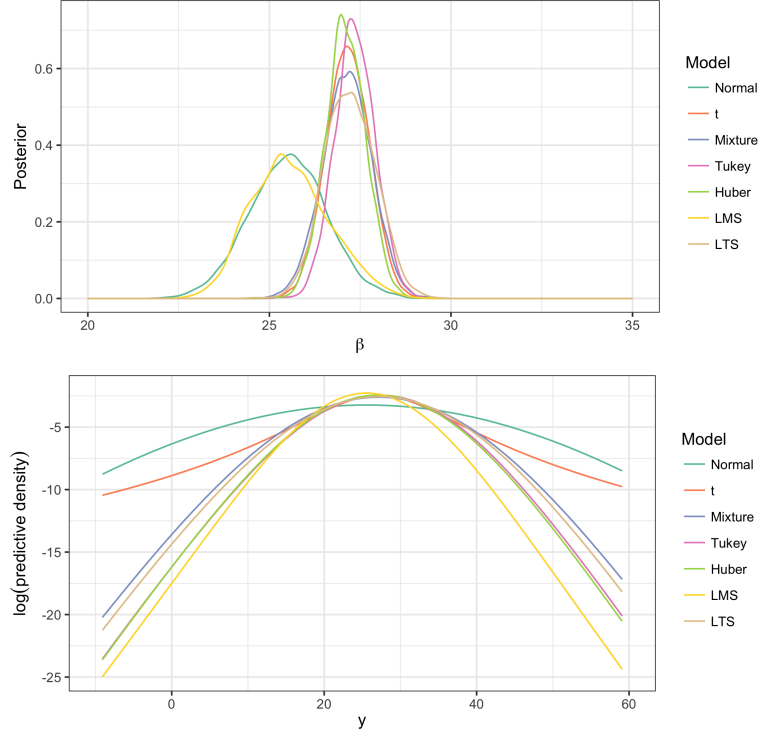 Posterior
0.6
0.4
0.2
0.0
20 25 30 35
β
Model
Normal
t
Mixture
Tukey
Huber
LMS
LTS
log(predictive density)
-5
-10
-15
-20
-25
0 20 40 60
y
Model
Normal
t
Mixture
Tukey
Huber
LMS
LTS